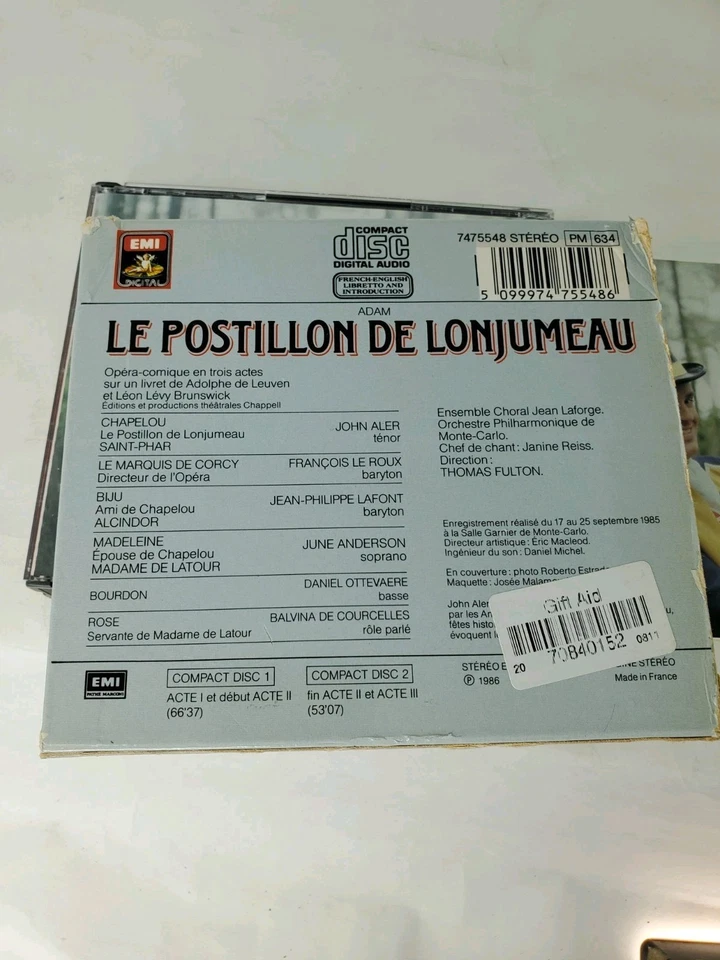 EMI
DIGITAL
COMPACT
disc
DIGITAL AUDIO
FRENCH-ENGLISH
LIBRETTO AND
INTRODUCTION
7475548 STÉRÉO PM 634
5 099974 755486
ADAM
LE POSTILLON DE LONJUMEAU
Opéra-comique en trois actes
sur un livret de Adolphe de Leuven
et Léon Lévy Brunswick
Éditions et productions théâtrales Chappell
CHAPELOU
Le Postillon de Lonjumeau
SAINT-PHAR
JOHN ALER
ténor
LE MARQUIS DE CORCY
Directeur de l'Opéra
FRANÇOIS LE ROUX
baryton
BIJU
Ami de Chapelou
ALCINDOR
JEAN-PHILIPPE LAFONT
baryton
MADELEINE
Épouse de Chapelou
MADAME DE LATOUR
JUNE ANDERSON
soprano
BOURDON
DANIEL OTTEVAERE
basse
ROSE
Servante de Madame de Latour
BALVINA DE COURCELLES
rôle parlé
Ensemble Choral Jean Laforge.
Orchestre Philharmonique de
Monte-Carlo.
Chef de chant : Janine Reiss.
Direction :
THOMAS FULTON.
Enregistrement réalisé du 17 au 25 septembre 1985
à la Salle Garnier de Monte-Carlo.
Directeur artistique : Éric Macleod.
Ingénieur du son : Daniel Michel.
En couverture : photo Roberto
Maquette : Josée
John Aler
par les
fêtes
évoquent
Gift Aid
20 70840152 0811
EMI
PATHÉ MARCONI
COMPACT DISC 1
ACTE I et début ACTE II
(66'37)
COMPACT DISC 2
fin ACTE II et ACTE III
(53'07)
STÉRÉO
STÉRÉO
℗ 1986
Made in France